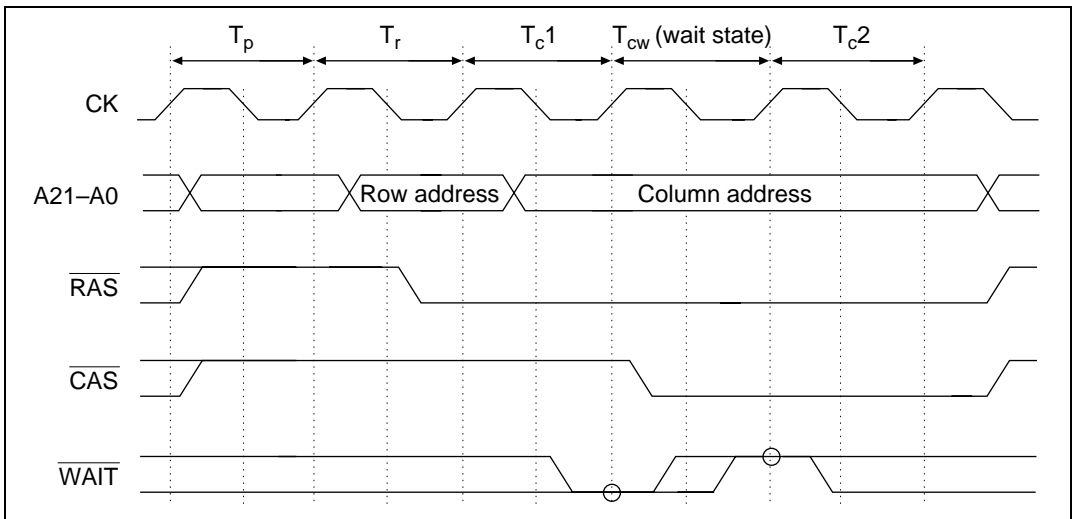 Tp Tr Tc1 Tcw (wait state) Tc2
CK
A21–A0 Row address Column address
RAS
CAS
WAIT